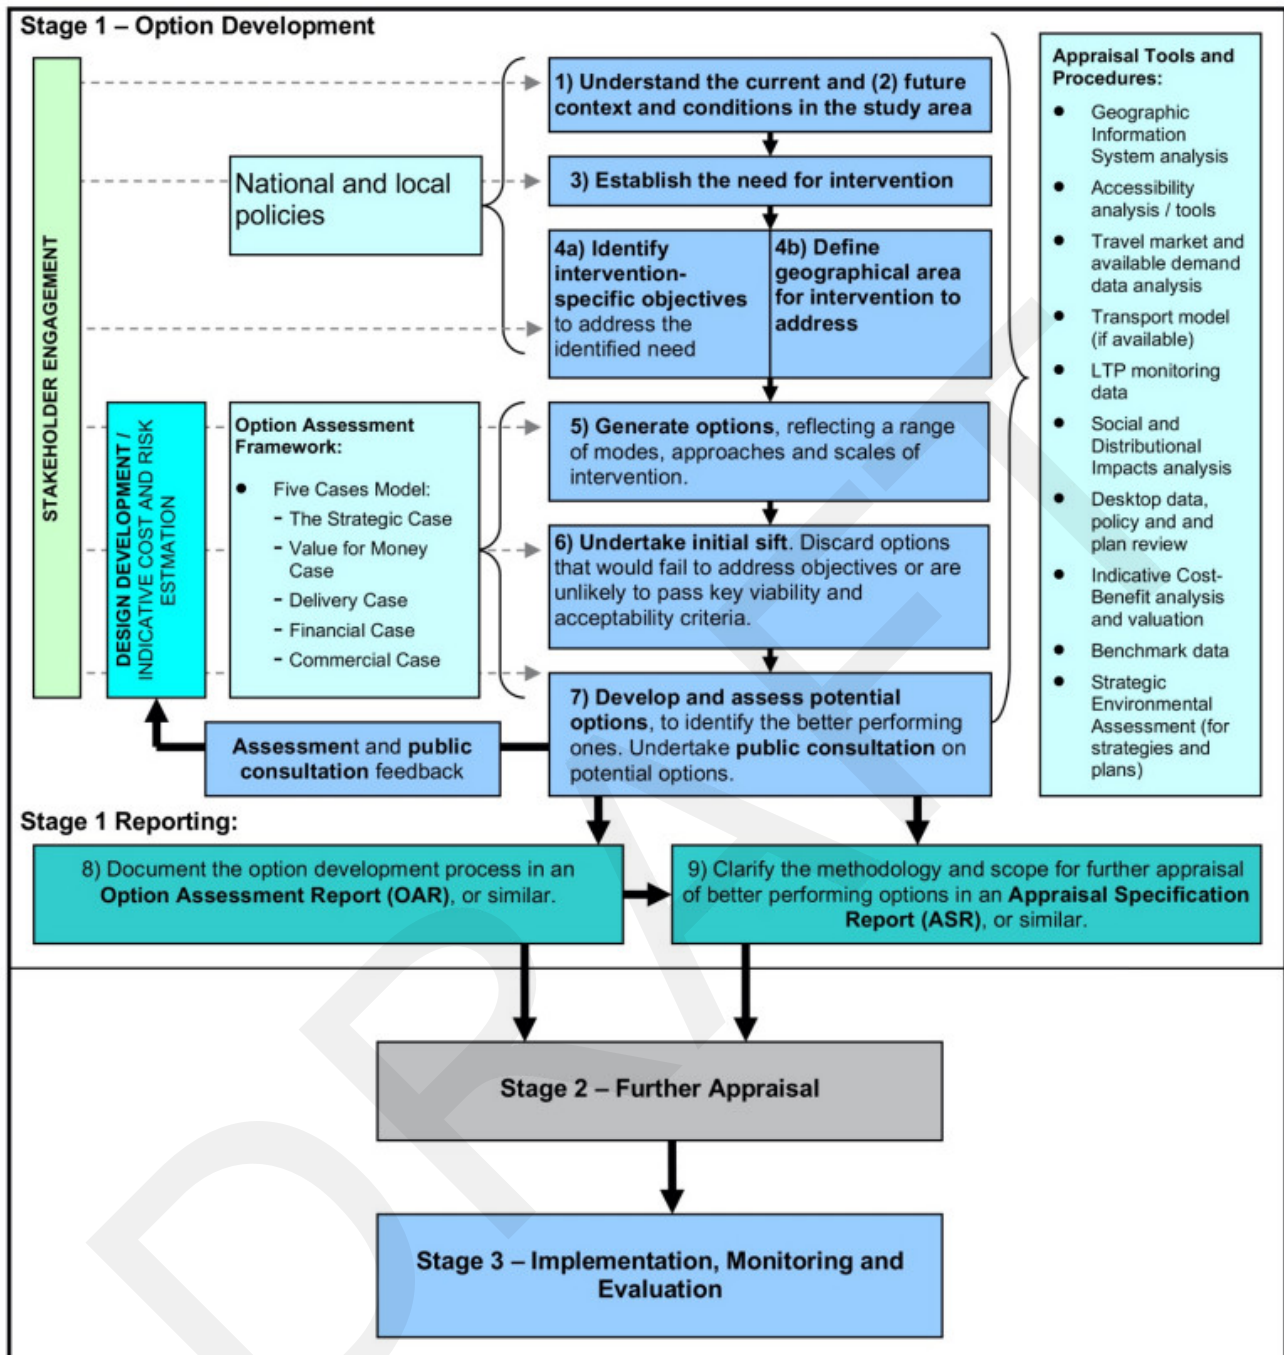 Stage 1 – Option Development
STAKEHOLDER ENGAGEMENT
National and local
policies
1) Understand the current and (2) future
context and conditions in the study area
3) Establish the need for intervention
4a) Identify
intervention-
specific objectives
to address the
identified need
4b) Define
geographical area
for intervention to
address
DESIGN DEVELOPMENT /
INDICATIVE COST AND RISK
ESTMATION
Option Assessment
Framework:
● Five Cases Model:
- The Strategic Case
- Value for Money
Case
- Delivery Case
- Financial Case
- Commercial Case
5) Generate options, reflecting a range
of modes, approaches and scales of
intervention.
6) Undertake initial sift. Discard options
that would fail to address objectives or are
unlikely to pass key viability and
acceptability criteria.
7) Develop and assess potential
options, to identify the better performing
ones. Undertake public consultation on
potential options.
Assessment and public
consultation feedback
Appraisal Tools and
Procedures:
● Geographic
Information
System analysis
● Accessibility
analysis / tools
● Travel market and
available demand
data analysis
● Transport model
(if available)
● LTP monitoring
data
● Social and
Distributional
Impacts analysis
● Desktop data,
policy and and
plan review
● Indicative Cost-
Benefit analysis
and valuation
● Benchmark data
● Strategic
Environmental
Assessment (for
strategies and
plans)
Stage 1 Reporting:
8) Document the option development process in an
Option Assessment Report (OAR), or similar.
9) Clarify the methodology and scope for further appraisal
of better performing options in an Appraisal Specification
Report (ASR), or similar.
Stage 2 – Further Appraisal
Stage 3 – Implementation, Monitoring and
Evaluation
DRAFT